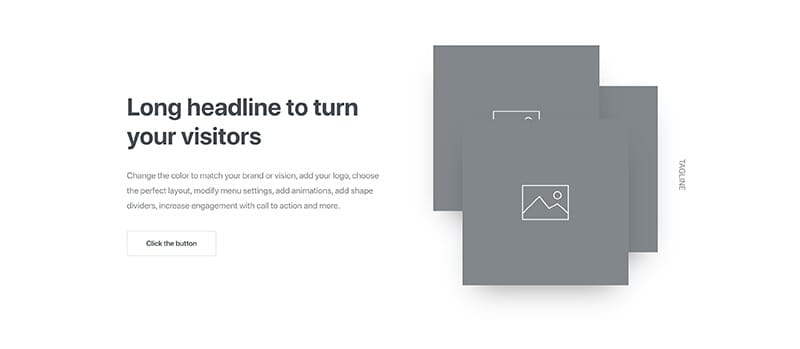 Long headline to turn
your visitors
Change the color to match your brand or vision, add your logo, choose
the perfect layout, modify menu settings, add animations, add shape
dividers, increase engagement with call to action and more.
Click the button
TAGLINE